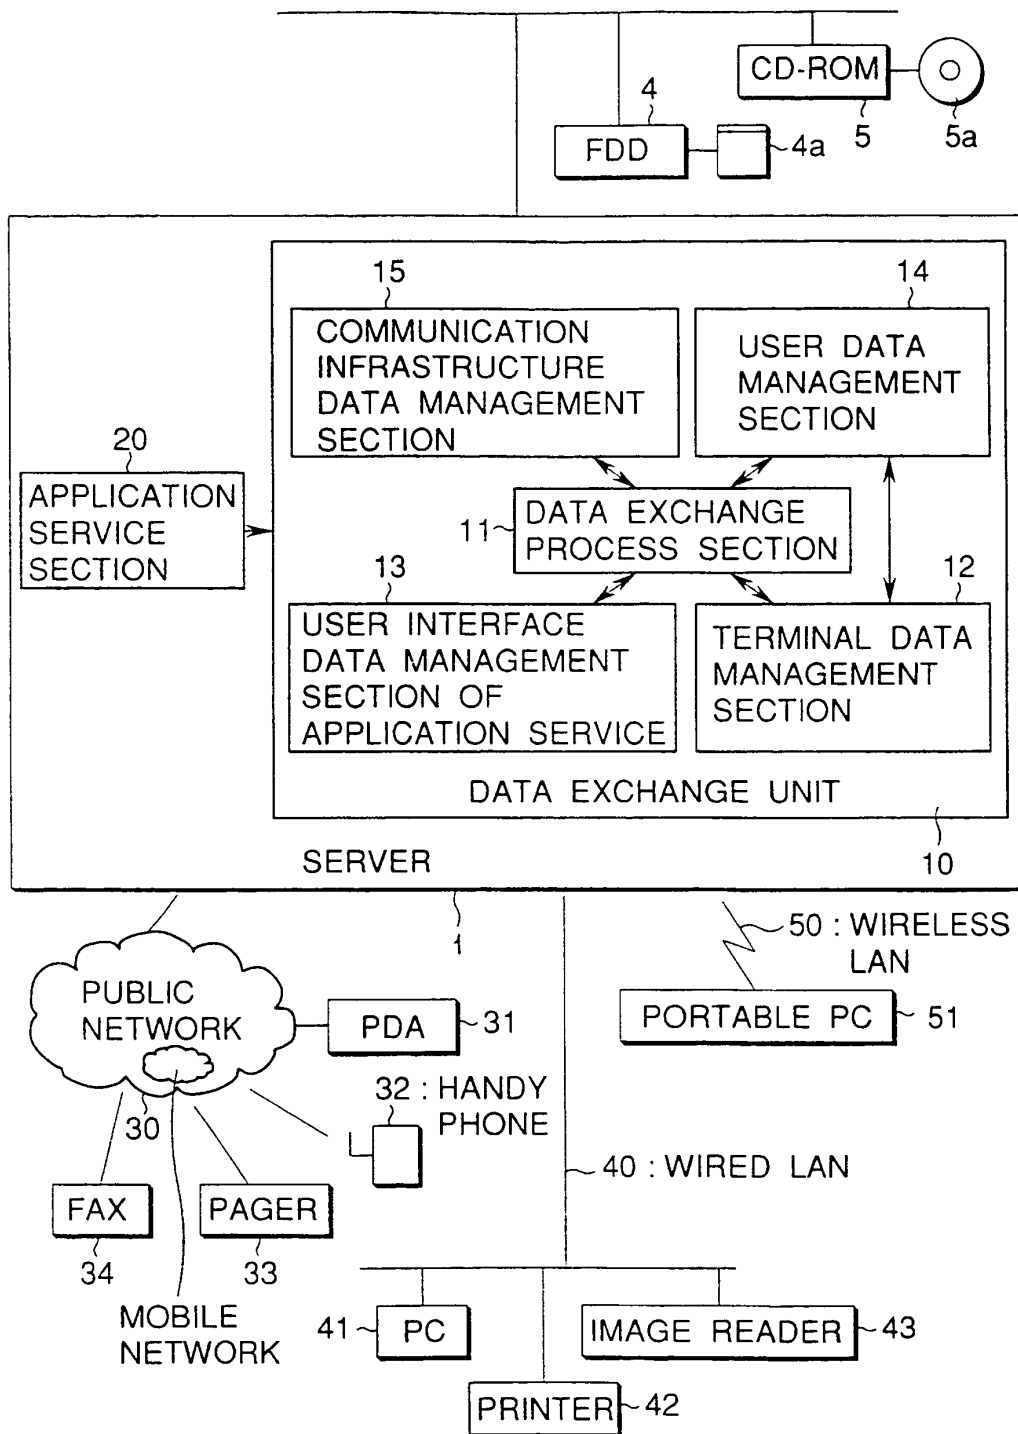 CD-ROM
5
5a
4
FDD
4a
15
COMMUNICATION
INFRASTRUCTURE
DATA MANAGEMENT
SECTION
14
USER DATA
MANAGEMENT
SECTION
20
APPLICATION
SERVICE
SECTION
11
DATA EXCHANGE
PROCESS SECTION
13
USER INTERFACE
DATA MANAGEMENT
SECTION OF
APPLICATION SERVICE
12
TERMINAL DATA
MANAGEMENT
SECTION
DATA EXCHANGE UNIT
10
SERVER
1
50 : WIRELESS
LAN
PUBLIC
NETWORK
PDA
31
PORTABLE PC
51
30
32 : HANDY
PHONE
40 : WIRED LAN
FAX
34
PAGER
33
MOBILE
NETWORK
41
PC
IMAGE READER
43
PRINTER
42